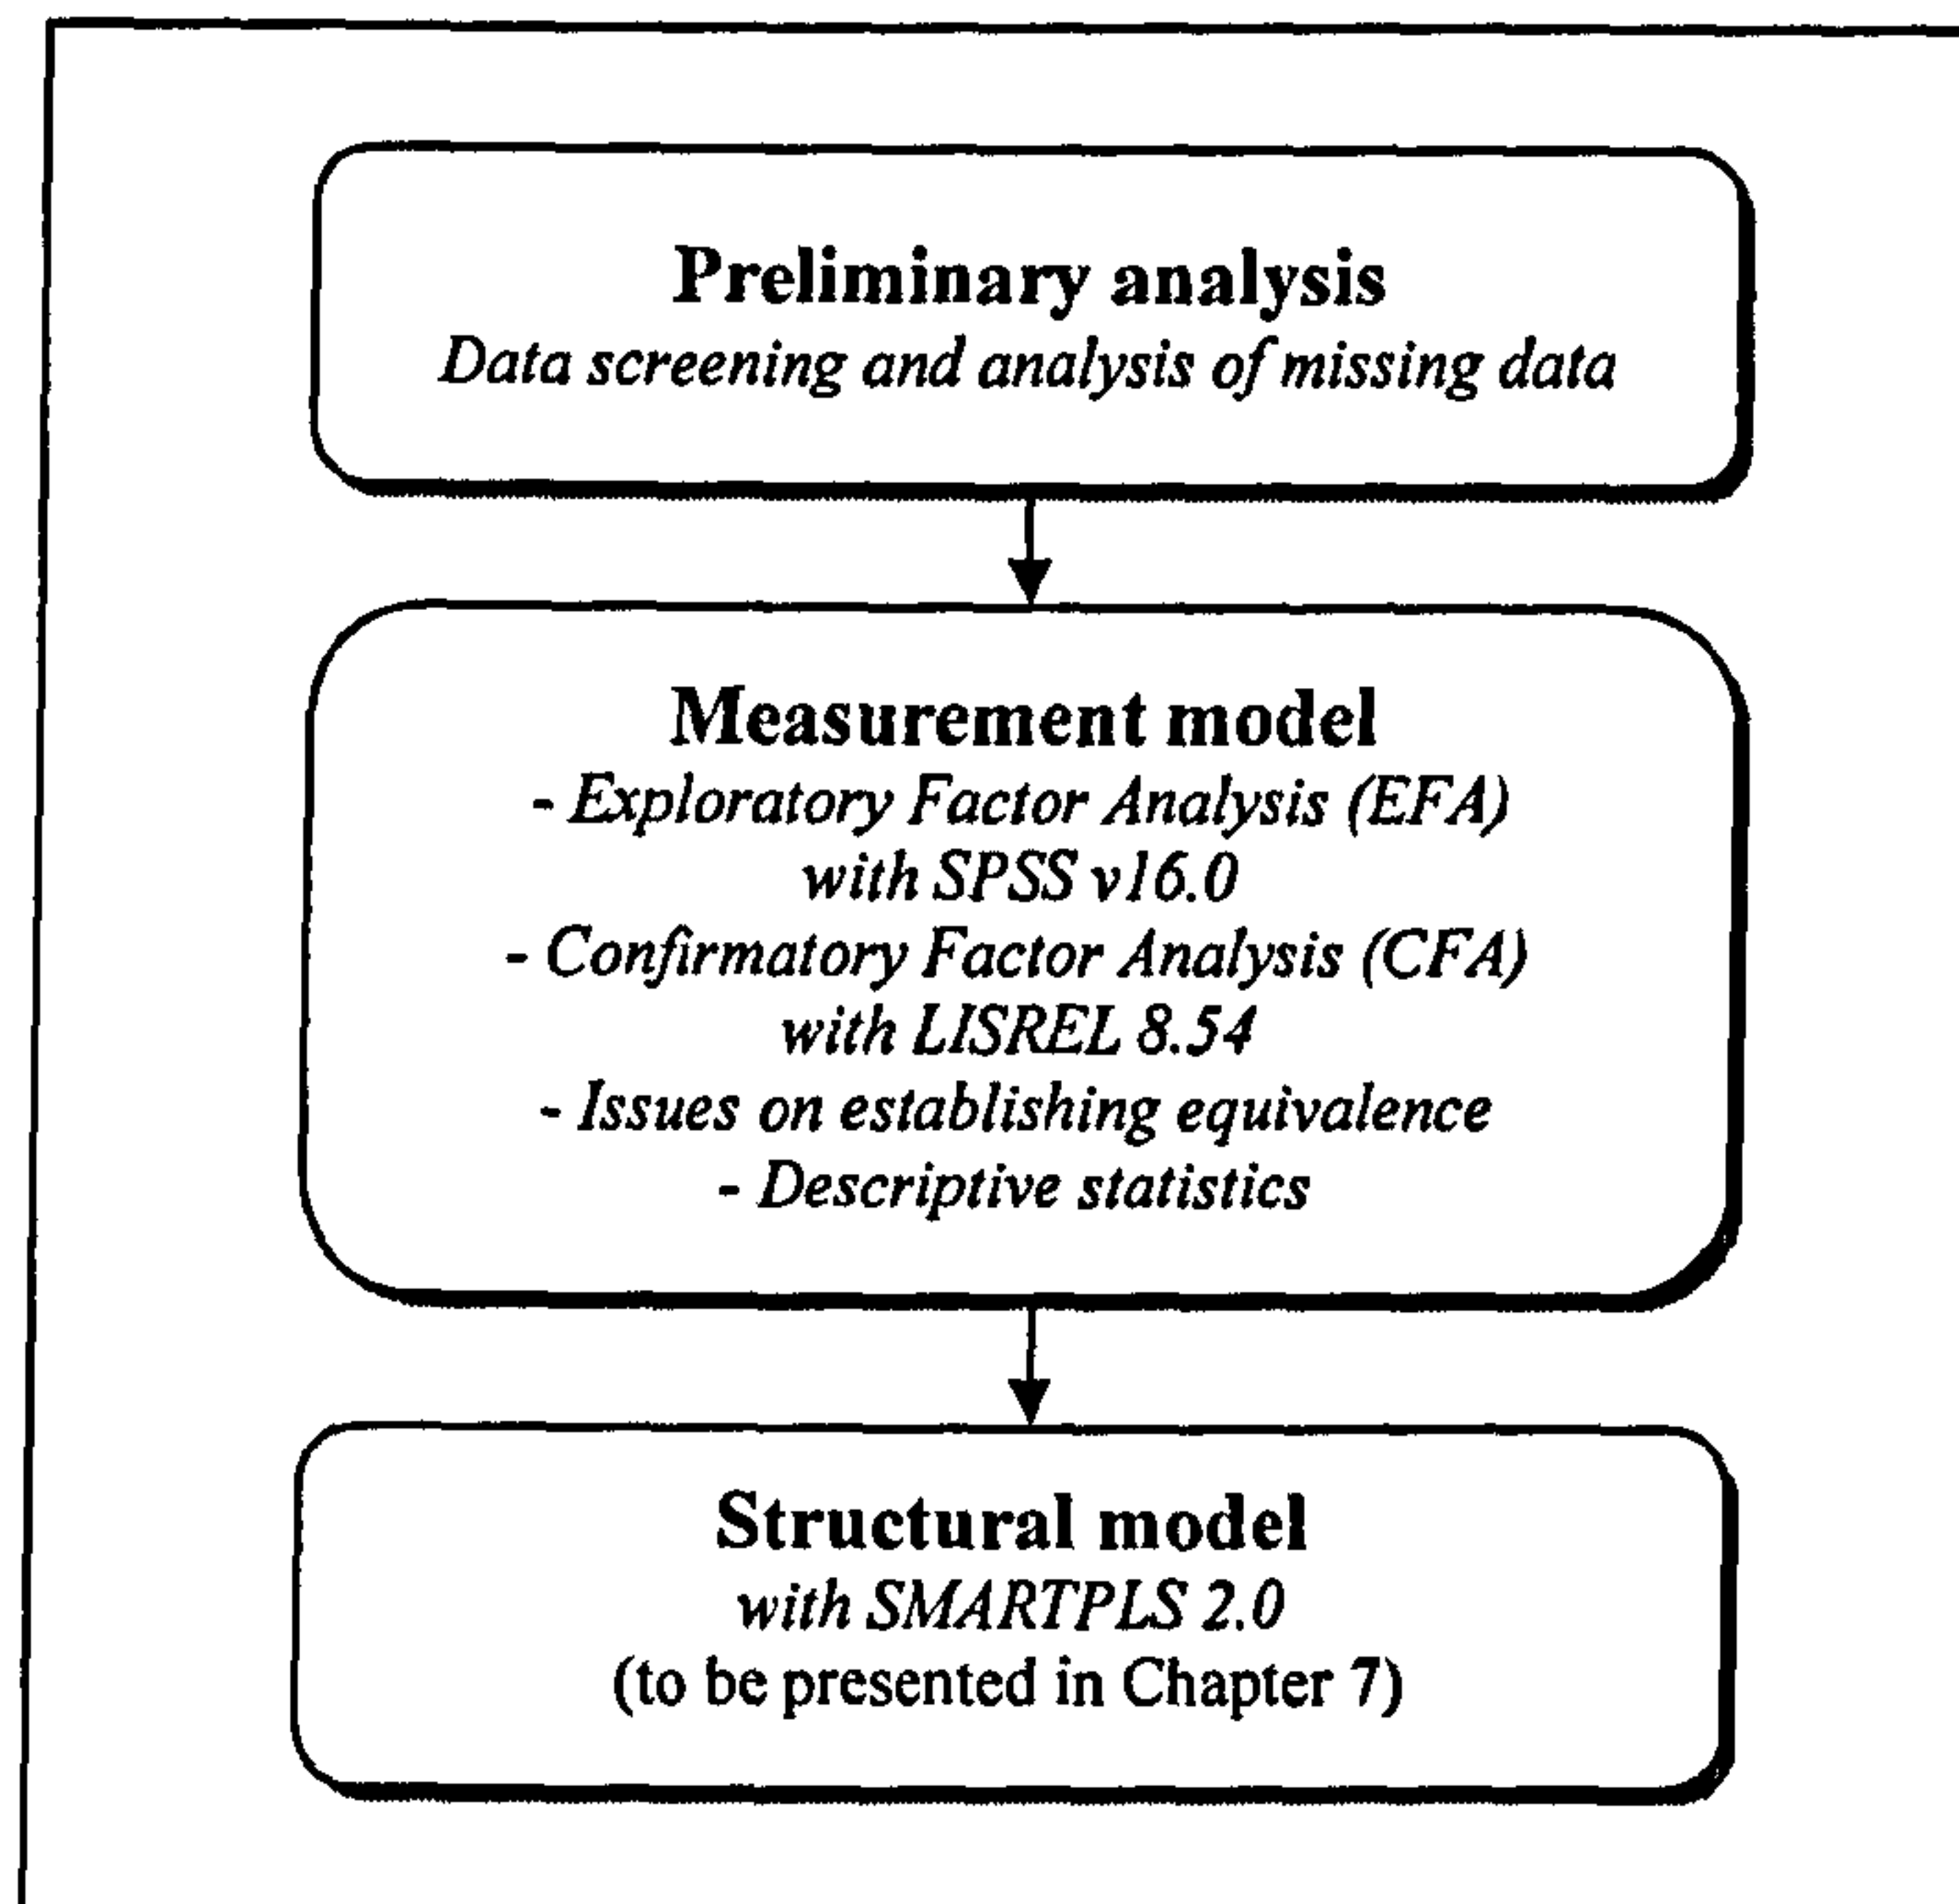 Preliminary analysis
Data screening and analysis of missing data
Measurement model
- Exploratory Factor Analysis (EFA)
with SPSS v16.0
- Confirmatory Factor Analysis (CFA)
with LISREL 8.54
- Issues on establishing equivalence
- Descriptive statistics
Structural model
with SMARTPLS 2.0
(to be presented in Chapter 7)